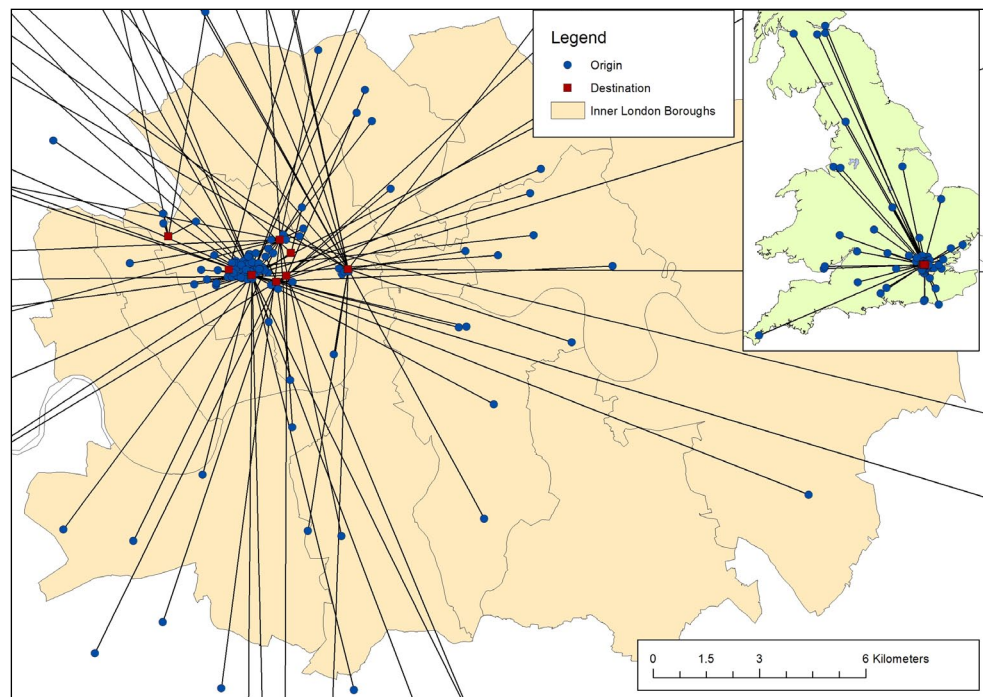 Legend
Origin
Destination
Inner London Boroughs
0 1.5 3 6 Kilometers